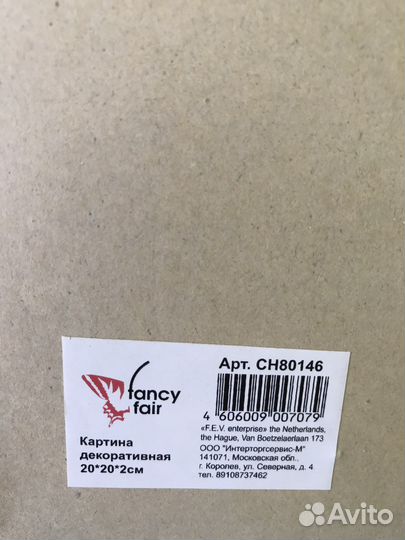 Арт. CH80146
fancy
fair
4 606009 007079
Картина
декоративная
20*20*2см
«F.E.V. enterprise» the Netherlands,
the Hague, Van Boetzelaerlaan 173
ООО "Интерторгсервис-М"
141071, Московская обл.,
г. Королев, ул. Северная, д. 4
тел. 89108737462
Avito